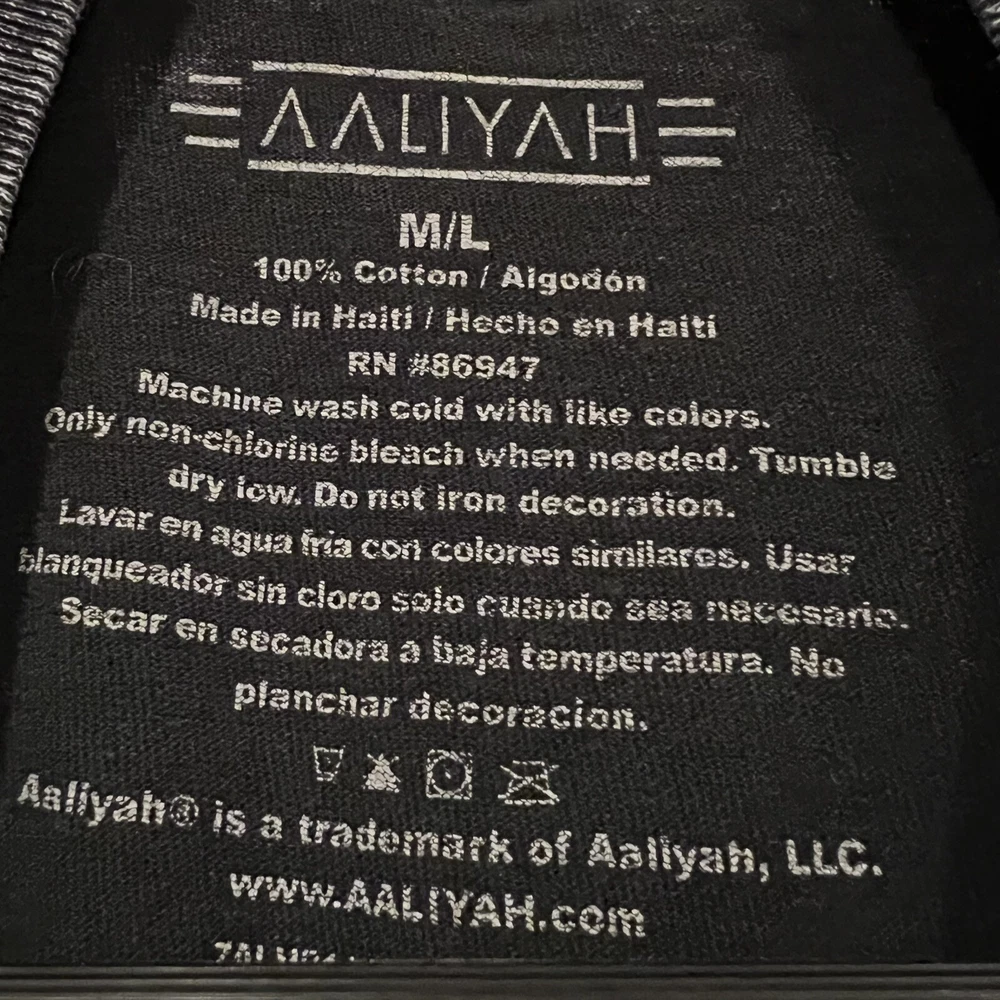 AALIYAH
M/L
100% Cotton / Algodón
Made in Haiti / Hecho en Haiti
RN #86947
Machine wash cold with like colors.
Only non-chlorine bleach when needed. Tumble
dry low. Do not iron decoration.
Lavar en agua fria con colores similares. Usar
blanqueador sin cloro solo cuando sea necesario.
Secar en secadora a baja temperatura. No
planchar decoracion.
Aaliyah® is a trademark of Aaliyah, LLC.
www.AALIYAH.com